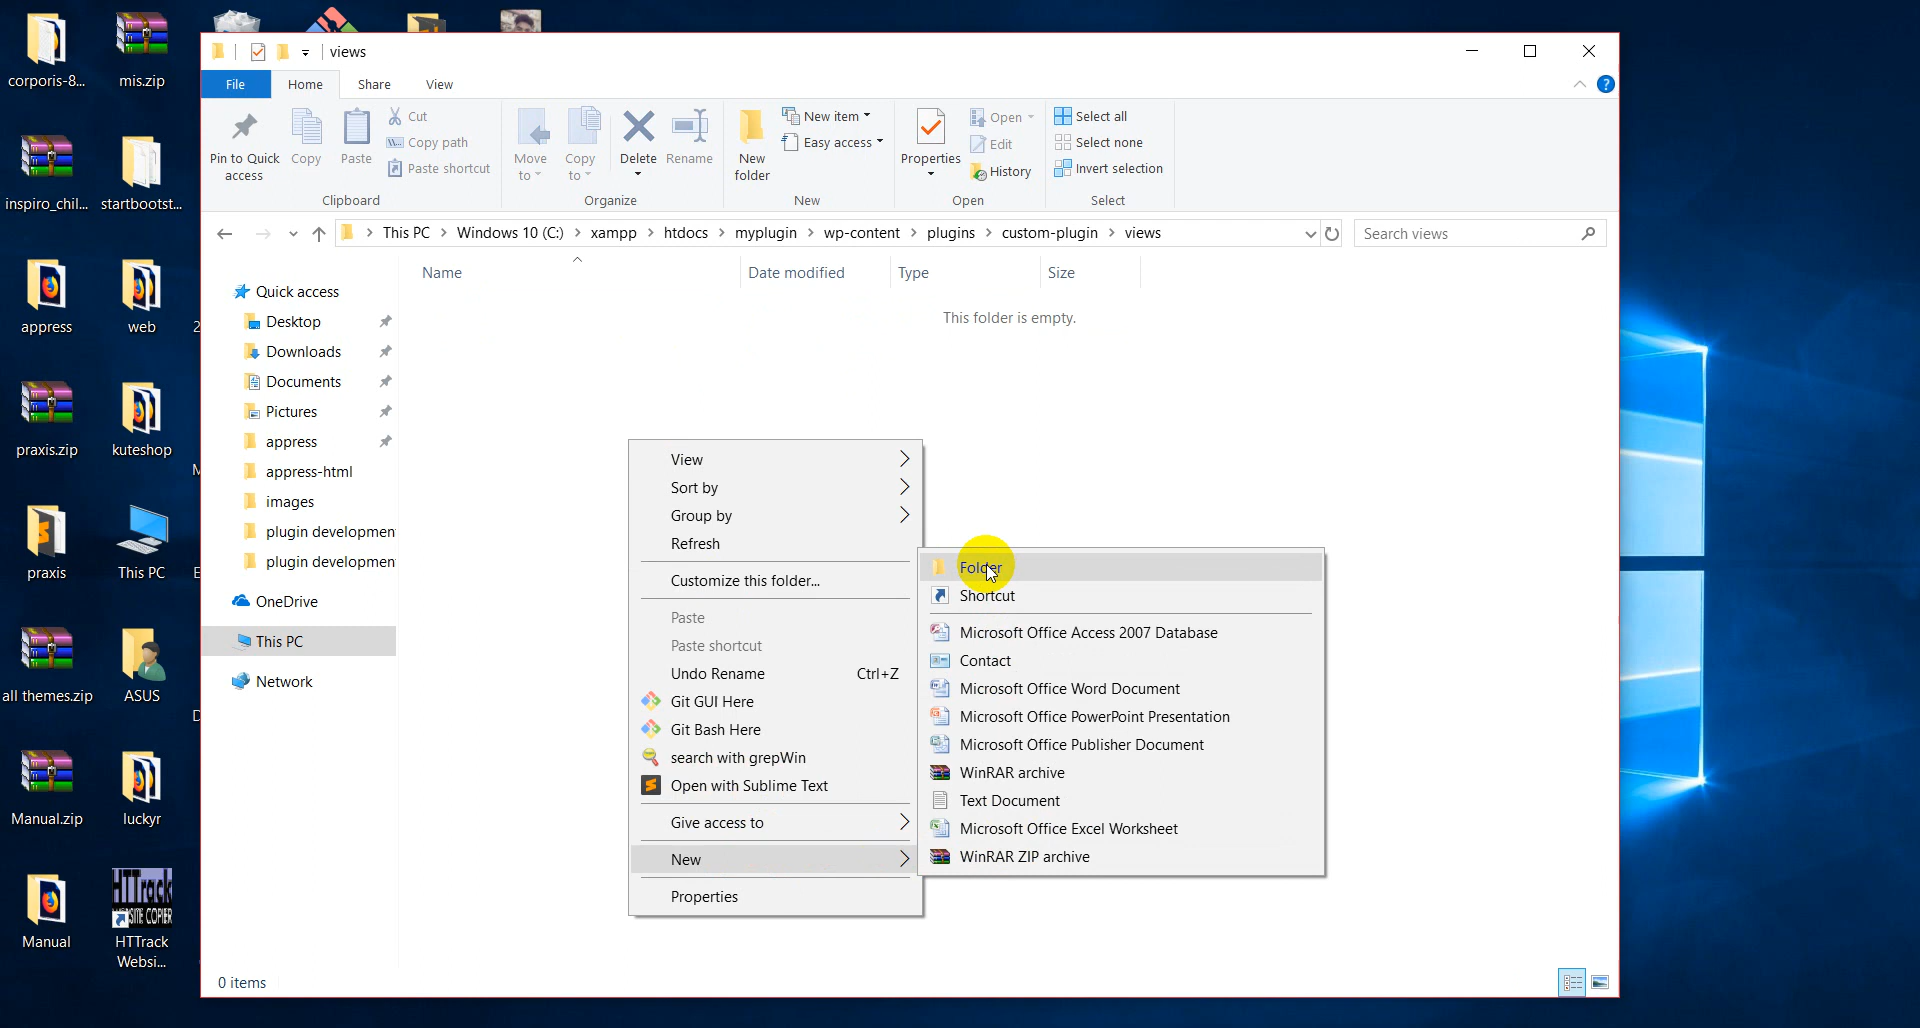 corporis-8...
mis.zip
inspiro_chil...
startbootst...
appress
web
2
praxis.zip
kuteshop
praxis
This PC
E
all themes.zip
ASUS
D
Manual.zip
luckyr
Manual
HTTrack
WEBSITE COPIER
HTTrack
Websi...
views
File
Home
Share
View
Pin to Quick
access
Copy
Paste
Cut
Copy path
Paste shortcut
Clipboard
Move
to
Copy
to
Delete
Rename
Organize
New
folder
New item
Easy access
New
Properties
Open
Edit
History
Open
Select all
Select none
Invert selection
Select
This PC > Windows 10 (C:) > xampp > htdocs > myplugin > wp-content > plugins > custom-plugin > views
Search views
Name
Date modified
Type
Size
This folder is empty.
Quick access
Desktop
Downloads
Documents
Pictures
appress
appress-html
images
plugin developmen
plugin developmen
OneDrive
This PC
Network
View
Sort by
Group by
Refresh
Customize this folder...
Paste
Paste shortcut
Undo Rename Ctrl+Z
Git GUI Here
Git Bash Here
search with grepWin
Open with Sublime Text
Give access to
New
Properties
Folder
Shortcut
Microsoft Office Access 2007 Database
Contact
Microsoft Office Word Document
Microsoft Office PowerPoint Presentation
Microsoft Office Publisher Document
WinRAR archive
Text Document
Microsoft Office Excel Worksheet
WinRAR ZIP archive
0 items